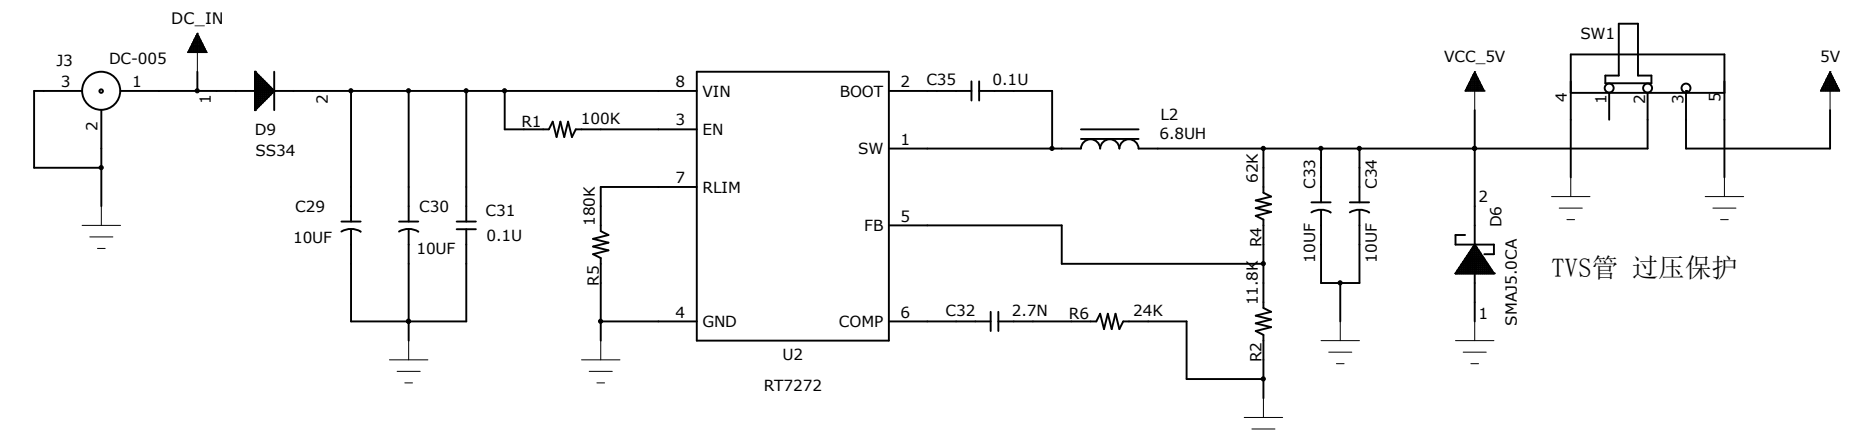 DC_IN
J3
DC-005
3
1
2
1
2
D9
SS34
R1
100K
C29
10UF
C30
10UF
C31
0.1U
180K
R5
8
VIN
3
EN
7
RLIM
4
GND
BOOT
2
SW
1
FB
5
COMP
6
U2
RT7272
C35
0.1U
L2
6.8UH
C32
2.7N
R6
24K
62K
R4
11.8K
R2
C33
10UF
C34
10UF
VCC_5V
2
D6
SMAJ5.0CA
1
TVS管 过压保护
SW1
4
1
2
3
5
5V